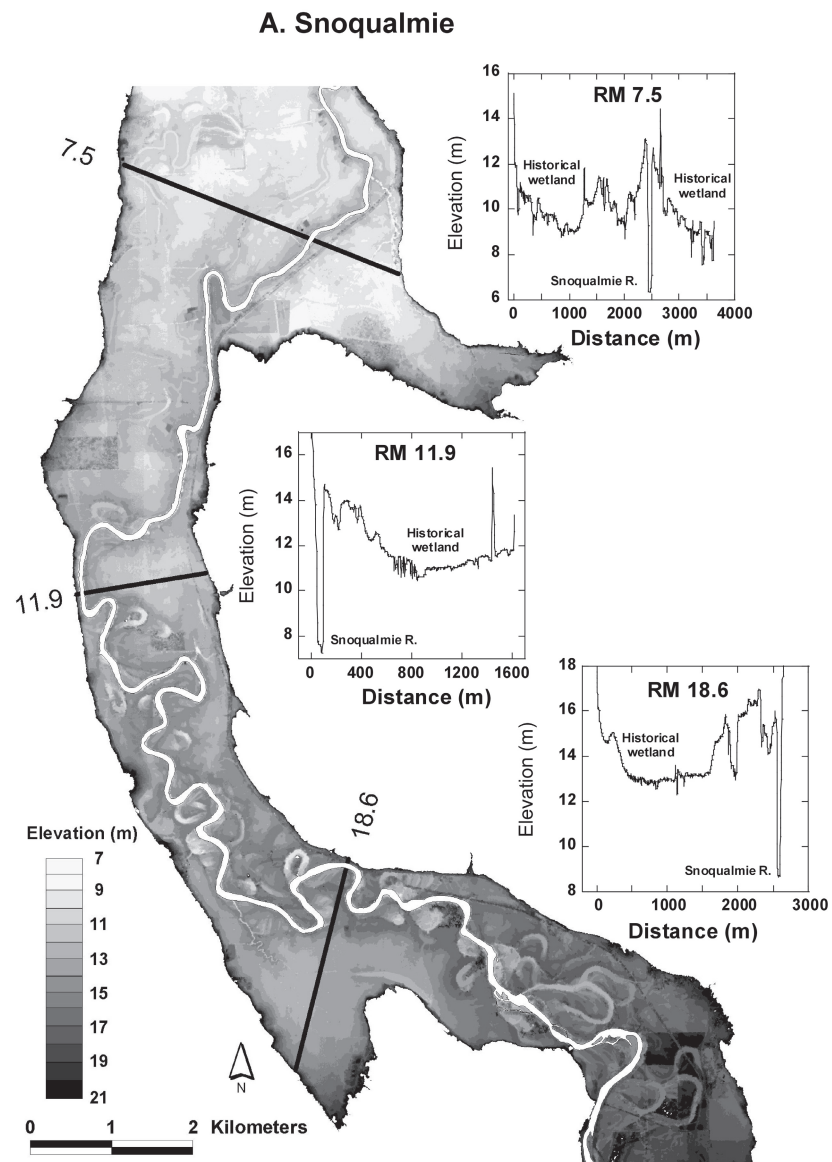 A. Snoqualmie
7.5
16
14
12
10
8
6
Elevation (m)
RM 7.5
Historical
wetland
Historical
wetland
Snoqualmie R.
0 1000 2000 3000 4000
Distance (m)
16
14
12
10
8
Elevation (m)
RM 11.9
Historical
wetland
Snoqualmie R.
0 400 800 1200 1600
Distance (m)
11.9
18
16
14
12
10
8
Elevation (m)
RM 18.6
Historical
wetland
Snoqualmie R.
0 1000 2000 3000
Distance (m)
18.6
Elevation (m)
7
9
11
13
15
17
19
21
N
0 1 2 Kilometers